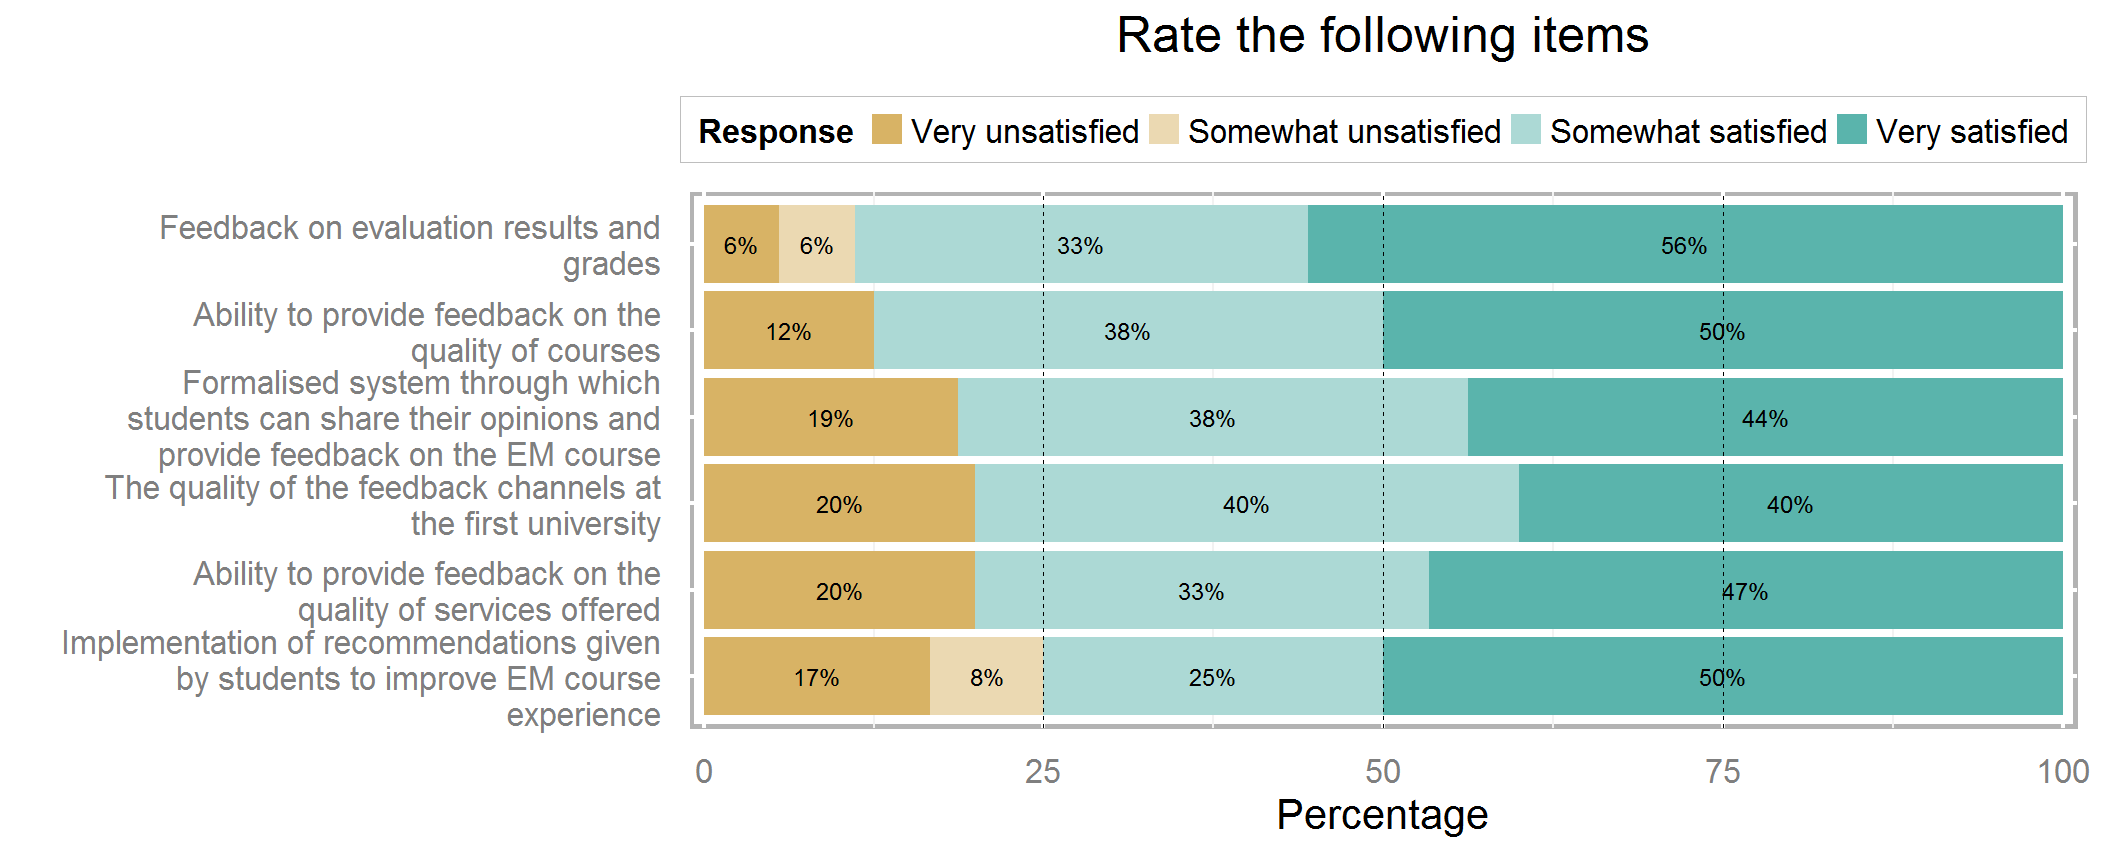 Rate the following items
Response Very unsatisfied Somewhat unsatisfied Somewhat satisfied Very satisfied
Feedback on evaluation results and
grades
6% 6% 33% 56%
Ability to provide feedback on the
quality of courses
12% 38% 50%
Formalised system through which
students can share their opinions and
provide feedback on the EM course
19% 38% 44%
The quality of the feedback channels at
the first university
20% 40% 40%
Ability to provide feedback on the
quality of services offered
20% 33% 47%
Implementation of recommendations given
by students to improve EM course
experience
17% 8% 25% 50%
0 25 50 75 100
Percentage